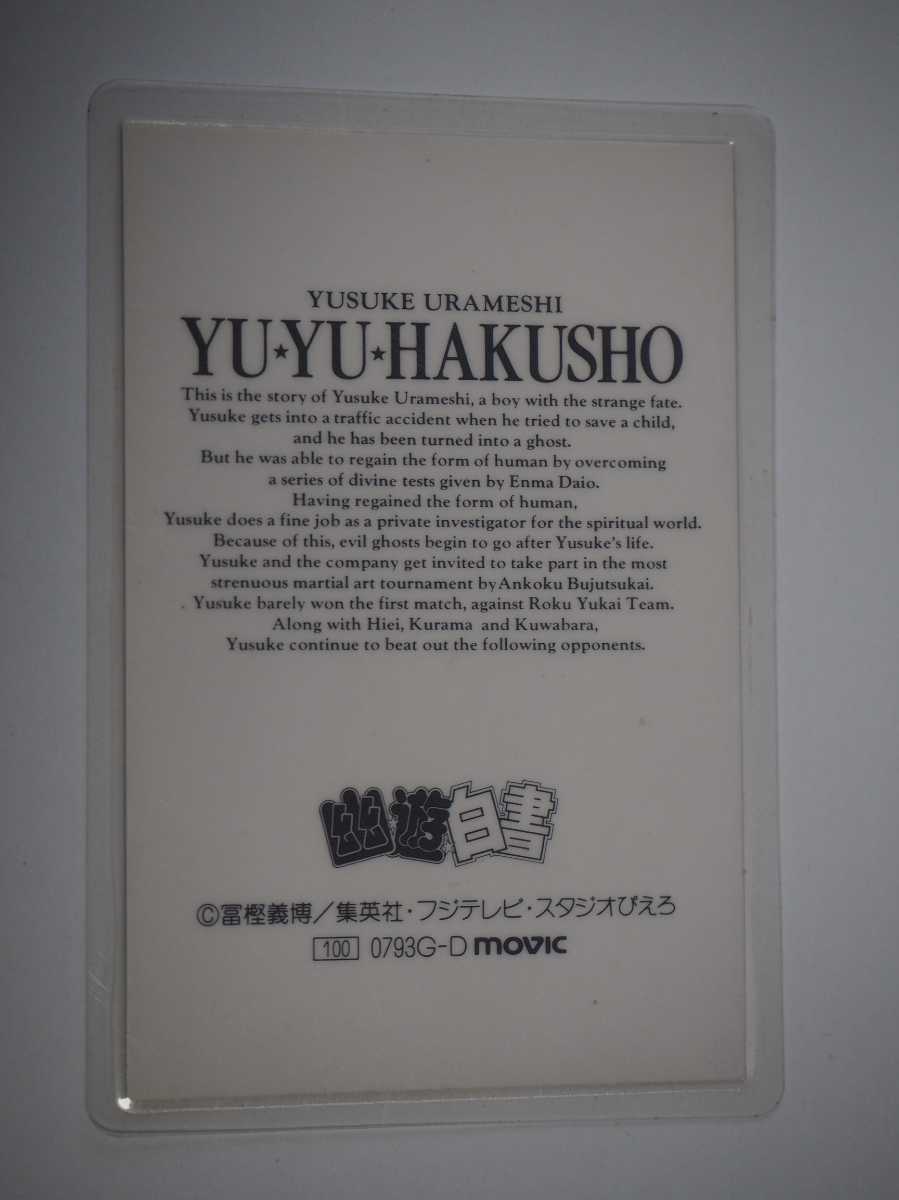 YUSUKE URAMESHI
YU★YU★HAKUSHO
This is the story of Yusuke Urameshi, a boy with the strange fate.
Yusuke gets into a traffic accident when he tried to save a child,
and he has been turned into a ghost.
But he was able to regain the form of human by overcoming
a series of divine tests given by Enma Daio.
Having regained the form of human,
Yusuke does a fine job as a private investigator for the spiritual world.
Because of this, evil ghosts begin to go after Yusuke's life.
Yusuke and the company get invited to take part in the most
strenuous martial art tournament by Ankoku Bujutsukai.
Yusuke barely won the first match, against Roku Yukai Team.
Along with Hiei, Kurama and Kuwabara,
Yusuke continue to beat out the following opponents.
幽遊白書
©冨樫義博/集英社・フジテレビ・スタジオぴえろ
100 0793G-D movic